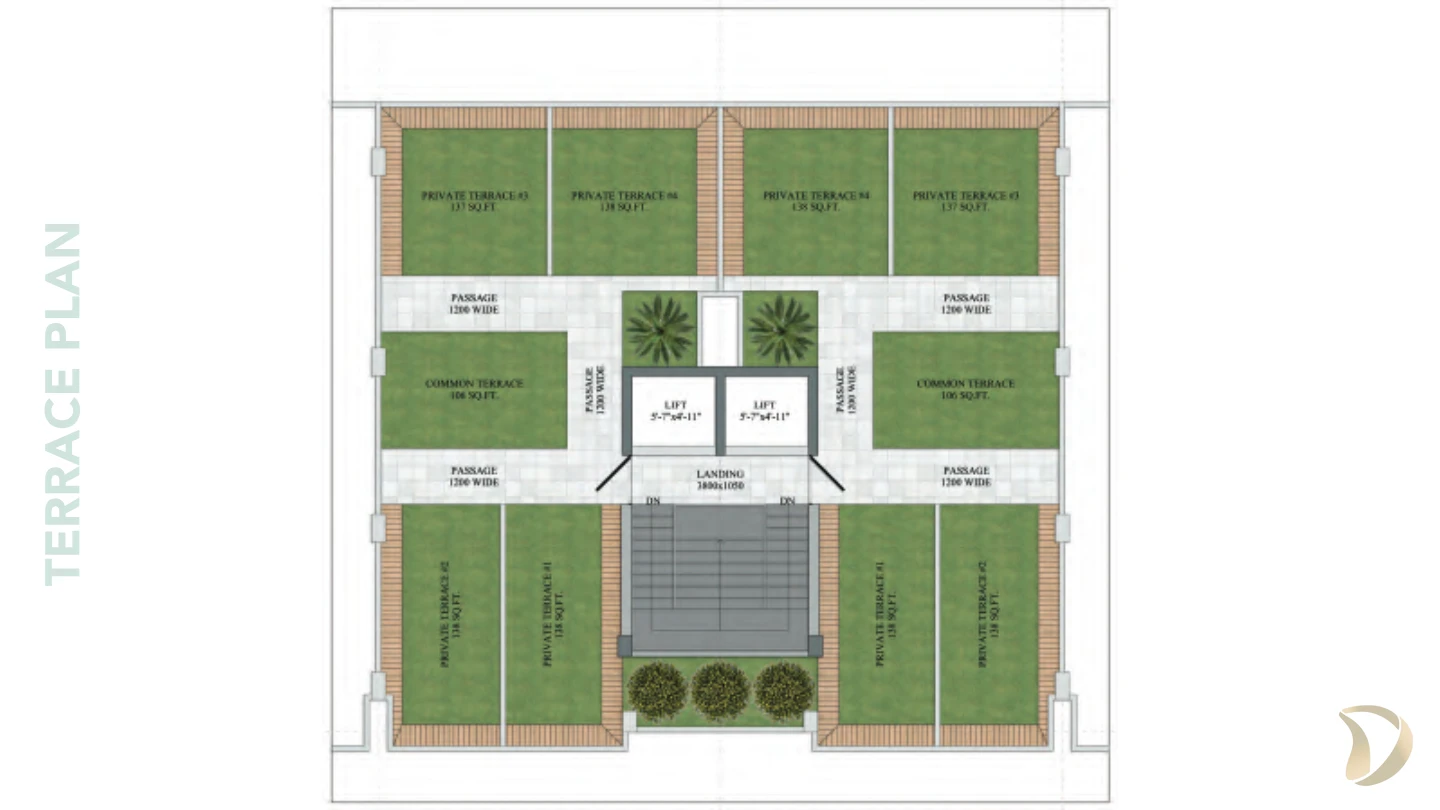 TERRACE PLAN
PRIVATE TERRACE #3
137 SQ.FT.
PRIVATE TERRACE #4
138 SQ.FT.
PRIVATE TERRACE #4
138 SQ.FT.
PRIVATE TERRACE #3
137 SQ.FT.
PASSAGE
1200 WIDE
PASSAGE
1200 WIDE
COMMON TERRACE
106 SQ.FT.
PASSAGE
1200 WIDE
LIFT
5'-7"x4'-11"
LIFT
5'-7"x4'-11"
PASSAGE
1200 WIDE
COMMON TERRACE
106 SQ.FT.
PASSAGE
1200 WIDE
LANDING
3800x1050
PASSAGE
1200 WIDE
DN
DN
PRIVATE TERRACE #2
138 SQ.FT.
PRIVATE TERRACE #1
138 SQ.FT.
PRIVATE TERRACE #1
138 SQ.FT.
PRIVATE TERRACE #2
138 SQ.FT.